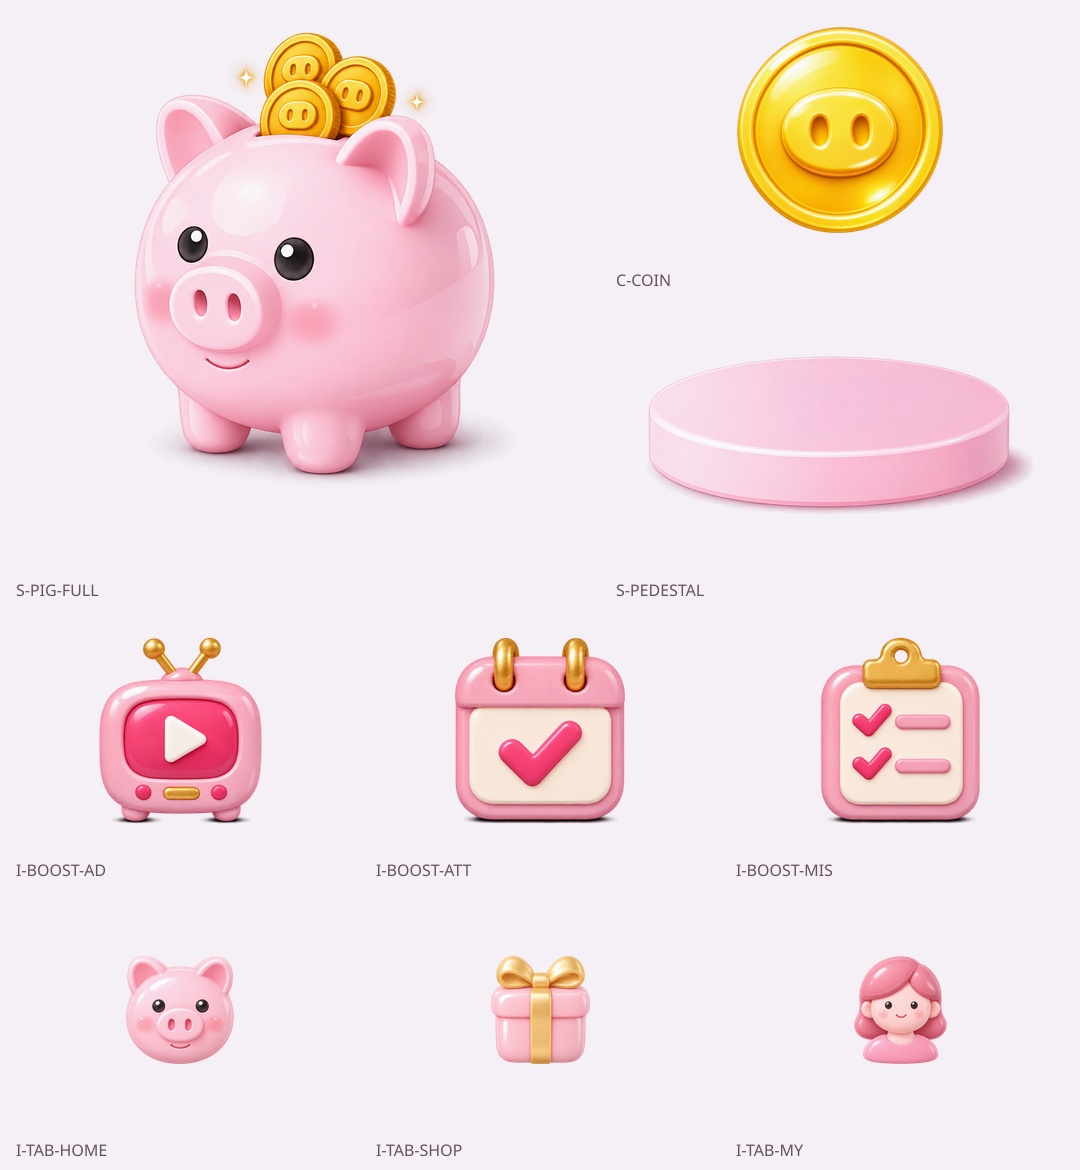 C-COIN
S-PIG-FULL
S-PEDESTAL
I-BOOST-AD
I-BOOST-ATT
I-BOOST-MIS
I-TAB-HOME
I-TAB-SHOP
I-TAB-MY